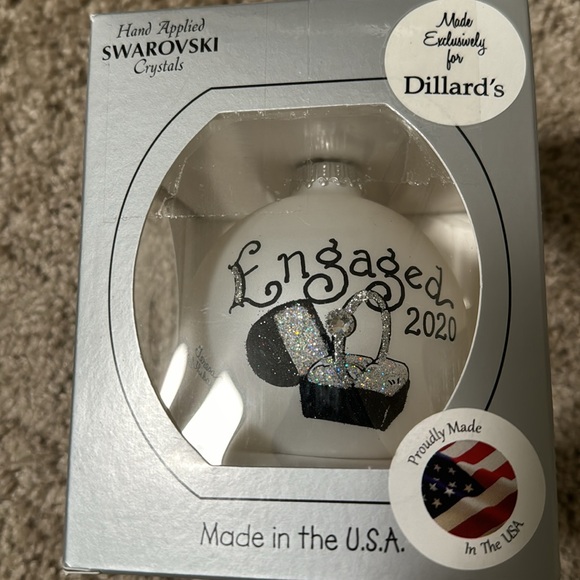 Hand Applied
SWAROVSKI
Crystals
Made
Exclusively
for
Dillard's
Engaged
2020
Proudly Made
In The USA
Made in the U.S.A.